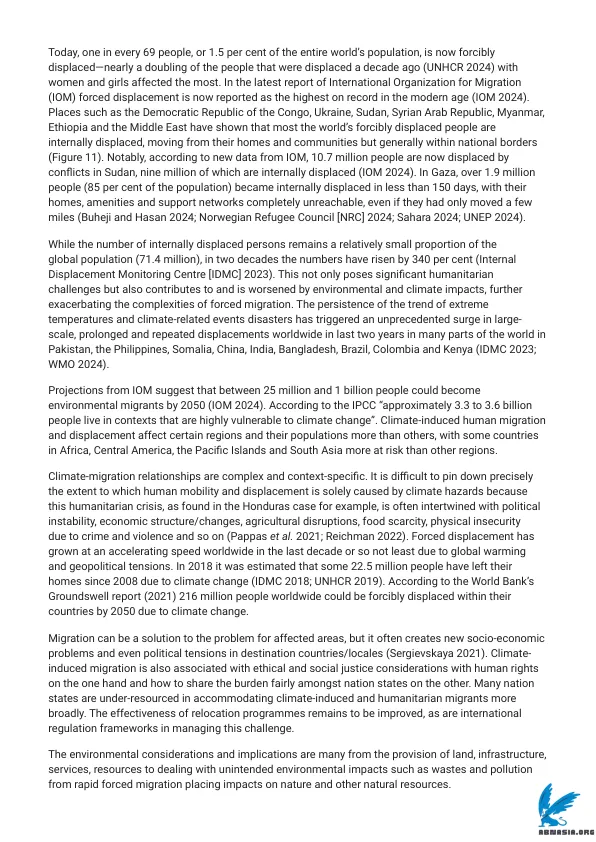 Today, one in every 69 people, or 1.5 per cent of the entire world's population, is now forcibly
displaced—nearly a doubling of the people that were displaced a decade ago (UNHCR 2024) with
women and girls affected the most. In the latest report of International Organization for Migration
(IOM) forced displacement is now reported as the highest on record in the modern age (IOM 2024).
Places such as the Democratic Republic of the Congo, Ukraine, Sudan, Syrian Arab Republic, Myanmar,
Ethiopia and the Middle East have shown that most the world's forcibly displaced people are
internally displaced, moving from their homes and communities but generally within national borders
(Figure 11). Notably, according to new data from IOM, 10.7 million people are now displaced by
conflicts in Sudan, nine million of which are internally displaced (IOM 2024). In Gaza, over 1.9 million
people (85 per cent of the population) became internally displaced in less than 150 days, with their
homes, amenities and support networks completely unreachable, even if they had only moved a few
miles (Buheji and Hasan 2024; Norwegian Refugee Council [NRC] 2024; Sahara 2024; UNEP 2024).
While the number of internally displaced persons remains a relatively small proportion of the
global population (71.4 million), in two decades the numbers have risen by 340 per cent (Internal
Displacement Monitoring Centre [IDMC] 2023). This not only poses significant humanitarian
challenges but also contributes to and is worsened by environmental and climate impacts, further
exacerbating the complexities of forced migration. The persistence of the trend of extreme
temperatures and climate-related events disasters has triggered an unprecedented surge in large-
scale, prolonged and repeated displacements worldwide in last two years in many parts of the world in
Pakistan, the Philippines, Somalia, China, India, Bangladesh, Brazil, Colombia and Kenya (IDMC 2023;
WMO 2024).
Projections from IOM suggest that between 25 million and 1 billion people could become
environmental migrants by 2050 (IOM 2024). According to the IPCC “approximately 3.3 to 3.6 billion
people live in contexts that are highly vulnerable to climate change”. Climate-induced human migration
and displacement affect certain regions and their populations more than others, with some countries
in Africa, Central America, the Pacific Islands and South Asia more at risk than other regions.
Climate-migration relationships are complex and context-specific. It is difficult to pin down precisely
the extent to which human mobility and displacement is solely caused by climate hazards because
this humanitarian crisis, as found in the Honduras case for example, is often intertwined with political
instability, economic structure/changes, agricultural disruptions, food scarcity, physical insecurity
due to crime and violence and so on (Pappas et al. 2021; Reichman 2022). Forced displacement has
grown at an accelerating speed worldwide in the last decade or so not least due to global warming
and geopolitical tensions. In 2018 it was estimated that some 22.5 million people have left their
homes since 2008 due to climate change (IDMC 2018; UNHCR 2019). According to the World Bank's
Groundswell report (2021) 216 million people worldwide could be forcibly displaced within their
countries by 2050 due to climate change.
Migration can be a solution to the problem for affected areas, but it often creates new socio-economic
problems and even political tensions in destination countries/locales (Sergievskaya 2021). Climate-
induced migration is also associated with ethical and social justice considerations with human rights
on the one hand and how to share the burden fairly amongst nation states on the other. Many nation
states are under-resourced in accommodating climate-induced and humanitarian migrants more
broadly. The effectiveness of relocation programmes remains to be improved, as are international
regulation frameworks in managing this challenge.
The environmental considerations and implications are many from the provision of land, infrastructure,
services, resources to dealing with unintended environmental impacts such as wastes and pollution
from rapid forced migration placing impacts on nature and other natural resources.
ABNASIA.ORG